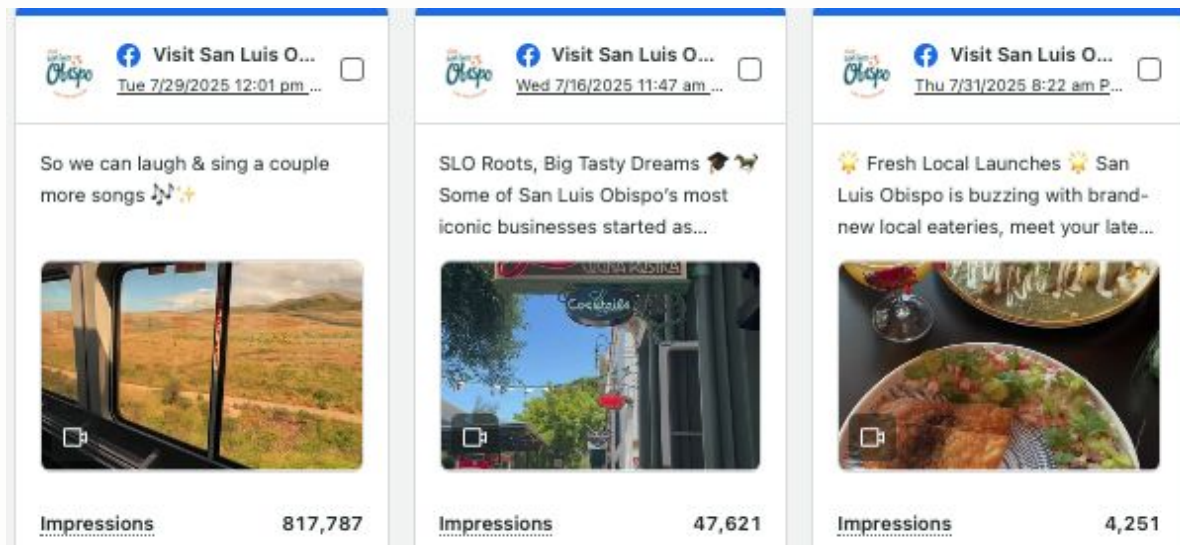 Visit San Luis O...
Tue 7/29/2025 12:01 pm ...
So we can laugh & sing a couple
more songs 🎶✨
Impressions 817,787
Visit San Luis O...
Wed 7/16/2025 11:47 am ...
SLO Roots, Big Tasty Dreams 🎓🐎
Some of San Luis Obispo's most
iconic businesses started as...
Cocktails
Impressions 47,621
Visit San Luis O...
Thu 7/31/2025 8:22 am P...
🌟 Fresh Local Launches 🌟 San
Luis Obispo is buzzing with brand-
new local eateries, meet your late...
Impressions 4,251